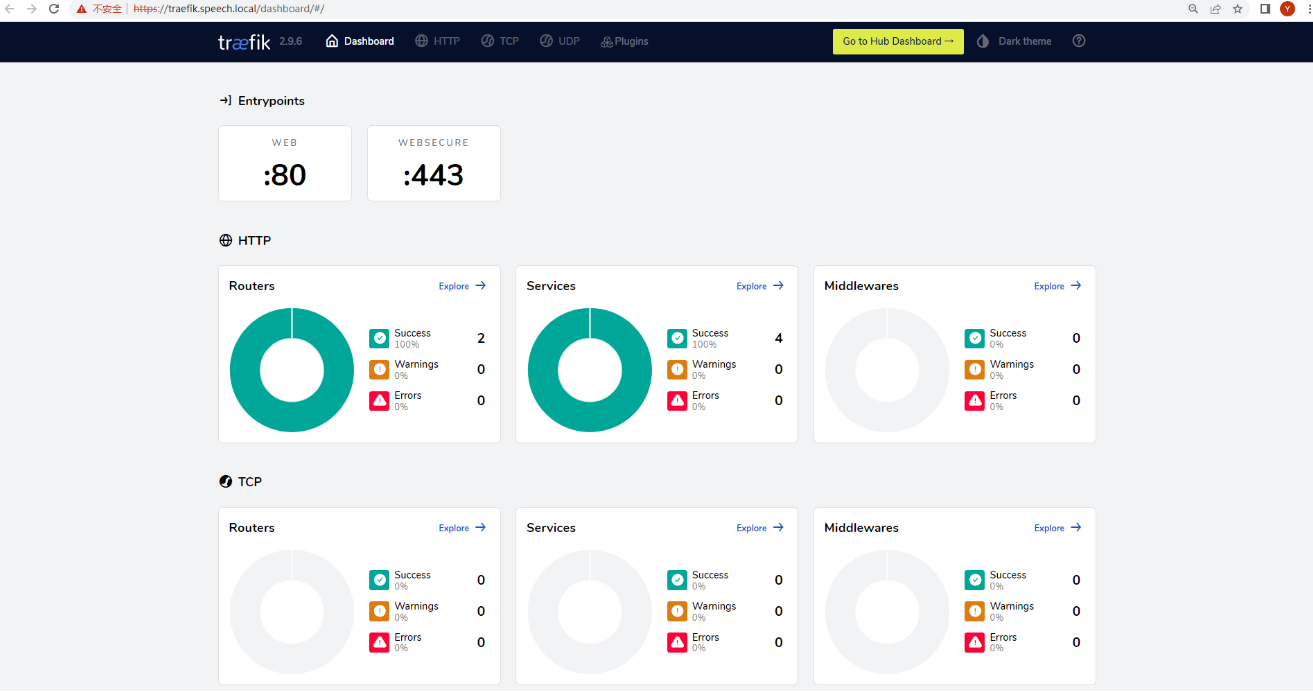 不安全 https://traefik.speech.local/dashboard/#/ Y
træfik 2.9.6 Dashboard HTTP TCP UDP Plugins Go to Hub Dashboard → Dark theme ?
Entrypoints
WEB WEBSECURE
:80 :443
HTTP
Routers Explore → Services Explore → Middlewares Explore →
Success 2 Success 4 Success 0
100% 100% 0%
Warnings 0 Warnings 0 Warnings 0
0% 0% 0%
Errors 0 Errors 0 Errors 0
0% 0% 0%
TCP
Routers Explore → Services Explore → Middlewares Explore →
Success 0 Success 0 Success 0
0% 0% 0%
Warnings 0 Warnings 0 Warnings 0
0% 0% 0%
Errors 0 Errors 0 Errors 0
0% 0% 0%